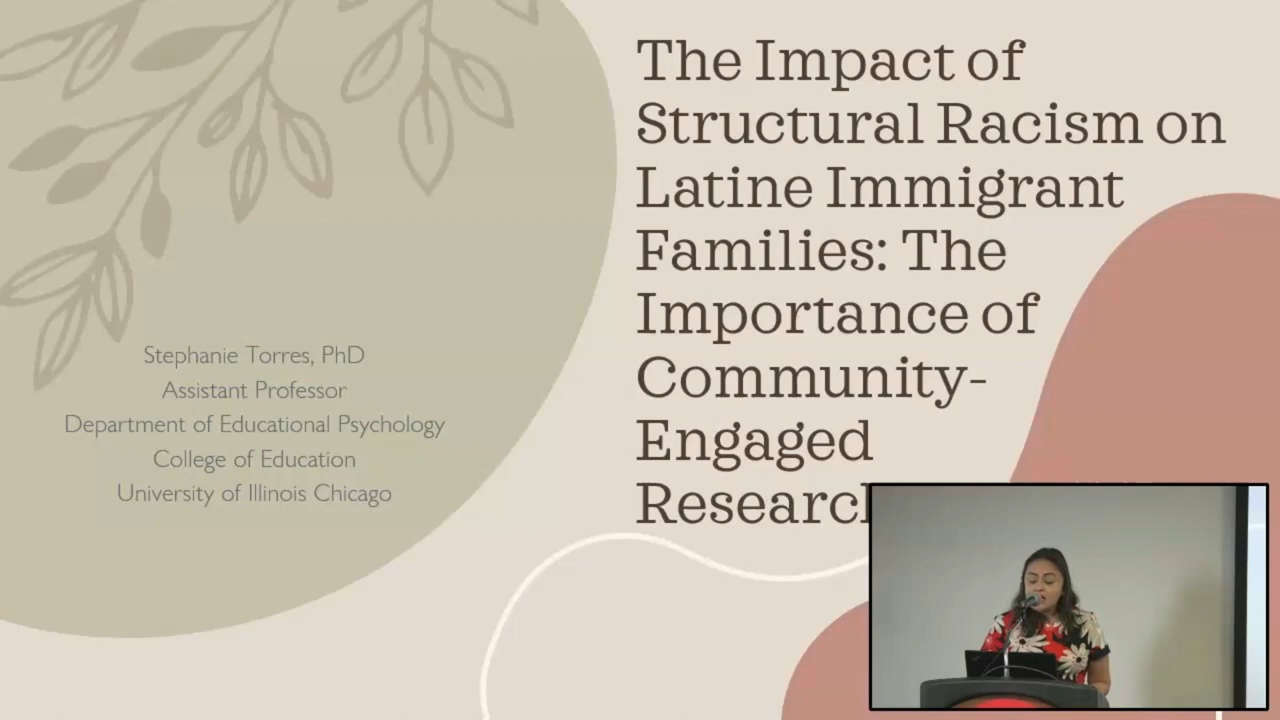 The Impact of
Structural Racism on
Latine Immigrant
Families: The
Importance of
Community-
Engaged
Stephanie Torres, PhD
Assistant Professor
Department of Educational Psychology
College of Education
University of Illinois Chicago